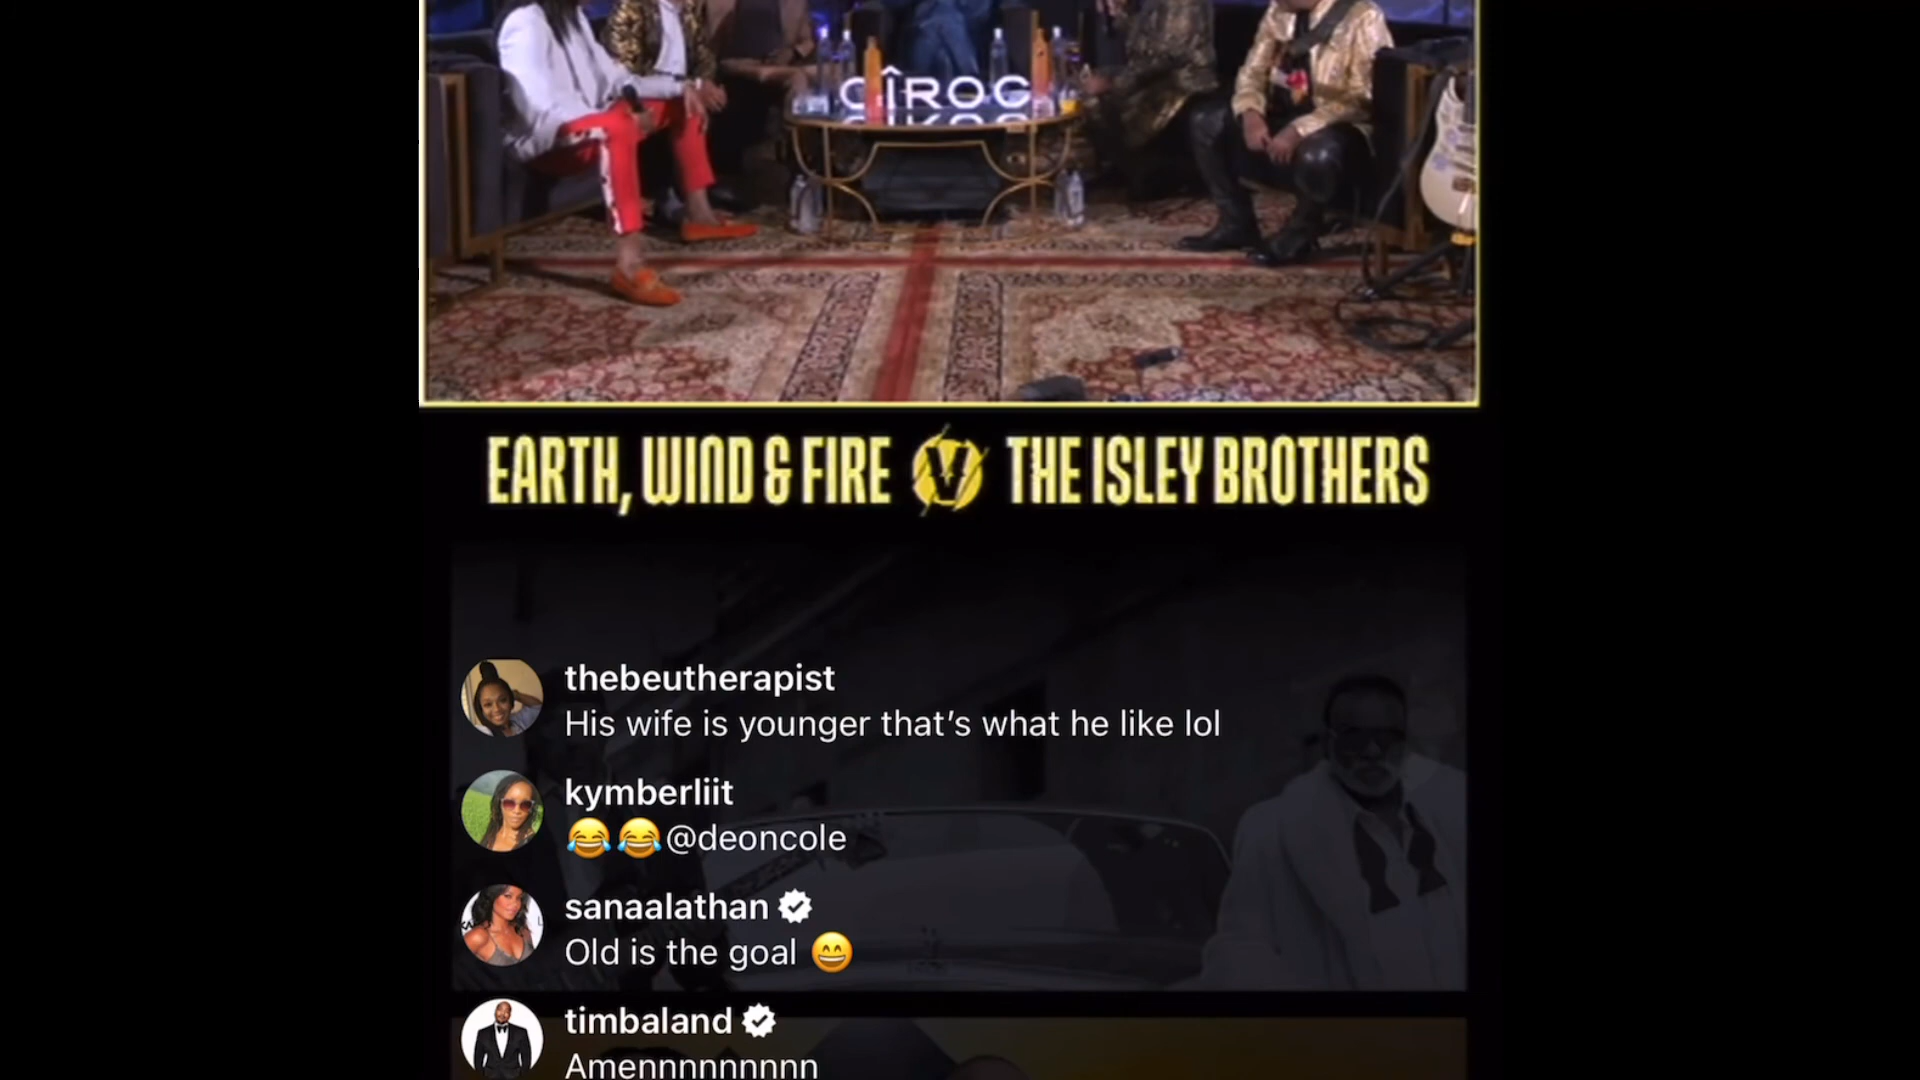 CÎROC
EARTH, WIND & FIRE V THE ISLEY BROTHERS
thebeutherapist
His wife is younger that’s what he like lol
kymberliit
😂😂@deoncole
sanaalathan
Old is the goal 😄
timbaland
Amennnnnnnnn